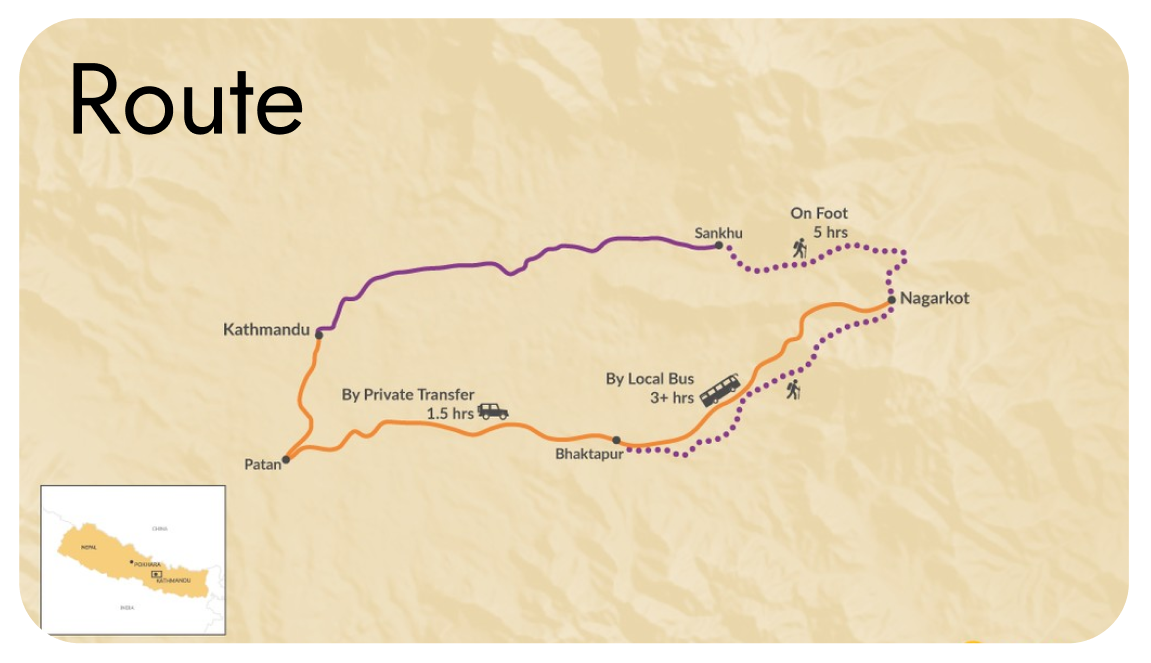 Route
On Foot
5 hrs
Sankhu
Nagarkot
Kathmandu
By Local Bus
3+ hrs
By Private Transfer
1.5 hrs
Bhaktapur
Patan
CHINA
NEPAL
POKHARA
KATHMANDU
INDIA